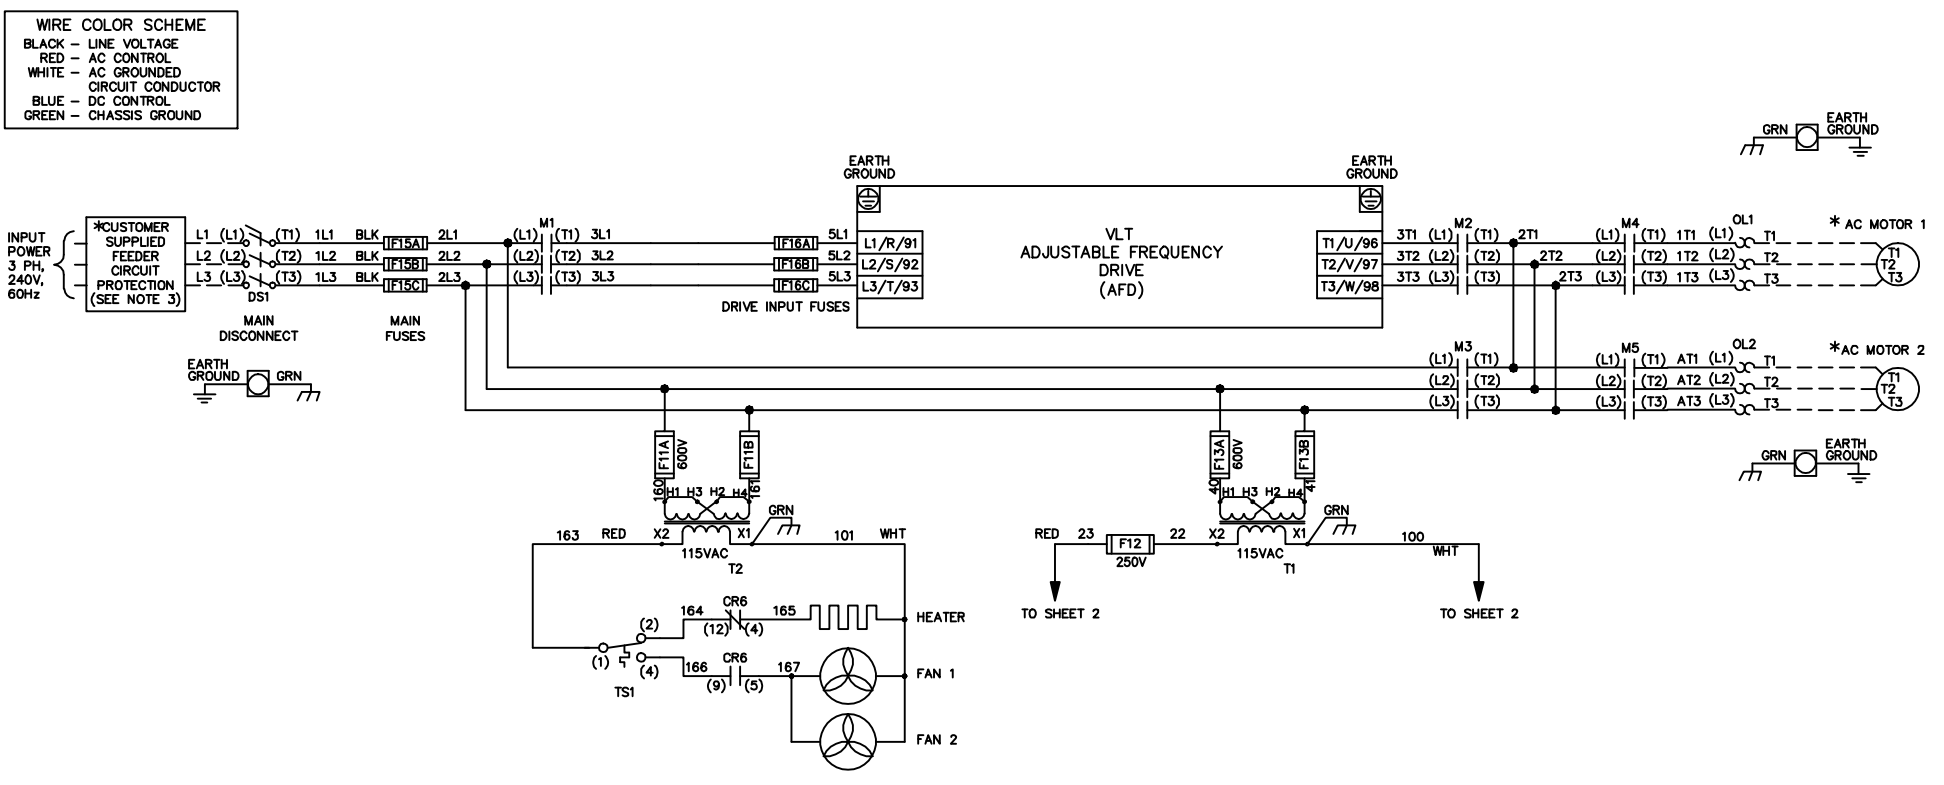 WIRE COLOR SCHEME
BLACK – LINE VOLTAGE
RED – AC CONTROL
WHITE – AC GROUNDED
CIRCUIT CONDUCTOR
BLUE – DC CONTROL
GREEN – CHASSIS GROUND
GRN
EARTH
GROUND
EARTH
GROUND
EARTH
GROUND
INPUT
POWER
3 PH,
240V,
60Hz
*CUSTOMER
SUPPLIED
FEEDER
CIRCUIT
PROTECTION
(SEE NOTE 3)
M1
VLT
ADJUSTABLE FREQUENCY
DRIVE
(AFD)
M2 M4 OL1 * AC MOTOR 1
L1 (L1) (T1) 1L1 BLK F15A 2L1 (L1) (T1) 3L1 F16A 5L1 L1/R/91 T1/U/96 3T1 (L1) (T1) 2T1 (L1) (T1) 1T1 (L1) T1 T1
L2 (L2) (T2) 1L2 BLK F15B 2L2 (L2) (T2) 3L2 F16B 5L2 L2/S/92 T2/V/97 3T2 (L2) (T2) 2T2 (L2) (T2) 1T2 (L2) T2 T2
L3 (L3) (T3) 1L3 BLK F15C 2L3 (L3) (T3) 3L3 F16C 5L3 L3/T/93 T3/W/98 3T3 (L3) (T3) 2T3 (L3) (T3) 1T3 (L3) T3 T3
DS1
DRIVE INPUT FUSES
MAIN
DISCONNECT
MAIN
FUSES
EARTH
GROUND
GRN
M3 M5 OL2 *AC MOTOR 2
(L1) (T1) (L1) (T1) AT1 (L1) T1 T1
(L2) (T2) (L2) (T2) AT2 (L2) T2 T2
(L3) (T3) (L3) (T3) AT3 (L3) T3 T3
GRN
EARTH
GROUND
F11A
600V
F11B
F13A
600V
F13B
160
161
40
41
H1 H3 H2 H4
H1 H3 H2 H4
GRN
GRN
163 RED X2 X1 101 WHT
115VAC
T2
RED 23 F12 22 X2 X1 100
250V
115VAC
WHT
T1
TO SHEET 2
TO SHEET 2
164 CR6 165
(12) (4)
HEATER
(2)
(1)
(4)
TS1
166 CR6 167
(9) (5)
FAN 1
FAN 2